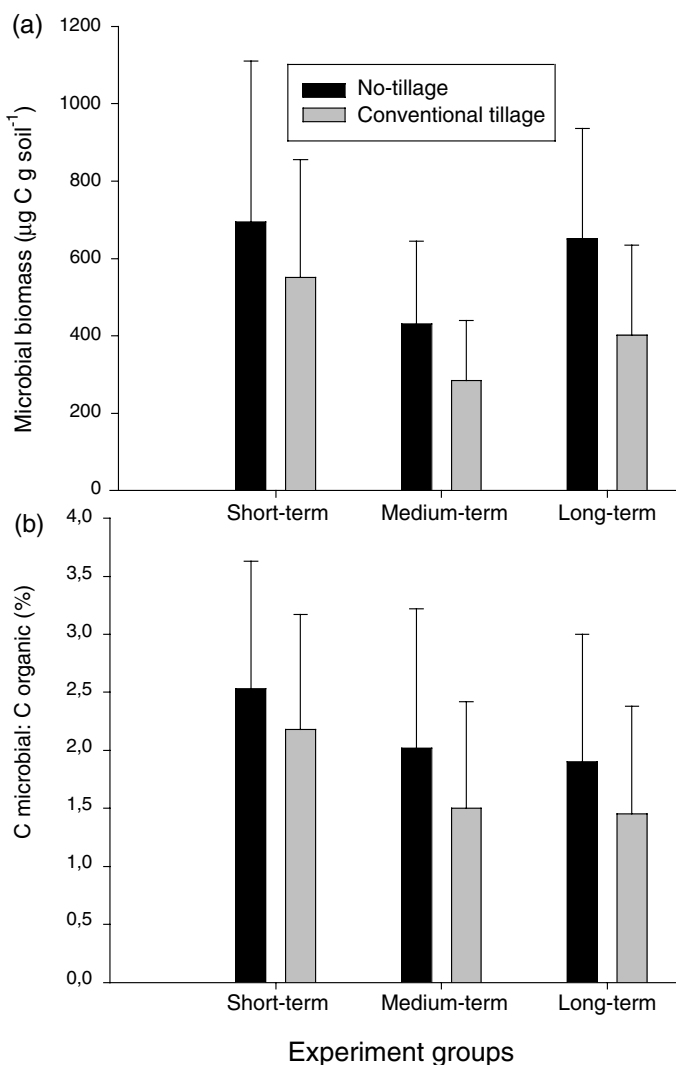 (a)
1200
1000
800
600
400
200
0
Microbial biomass (µg C g soil⁻¹)
No-tillage
Conventional tillage
Short-term Medium-term Long-term
(b)
4,0
3,5
3,0
2,5
2,0
1,5
1,0
0,5
0,0
C microbial: C organic (%)
Short-term Medium-term Long-term
Experiment groups